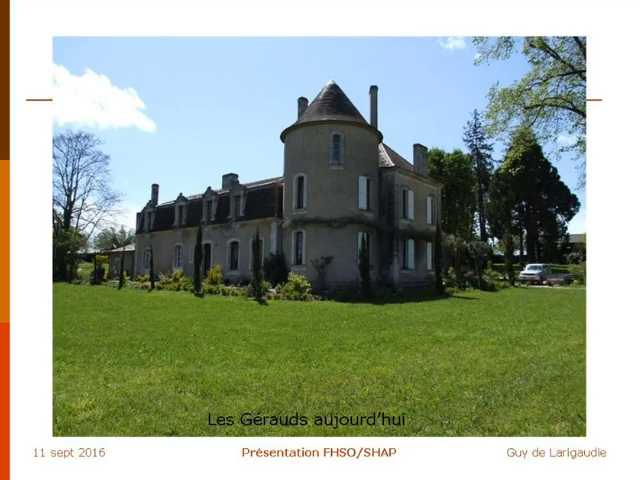 Les Gérauds aujourd'hui
11 sept 2016
Présentation FHSO/SHAP
Guy de Larigaudie